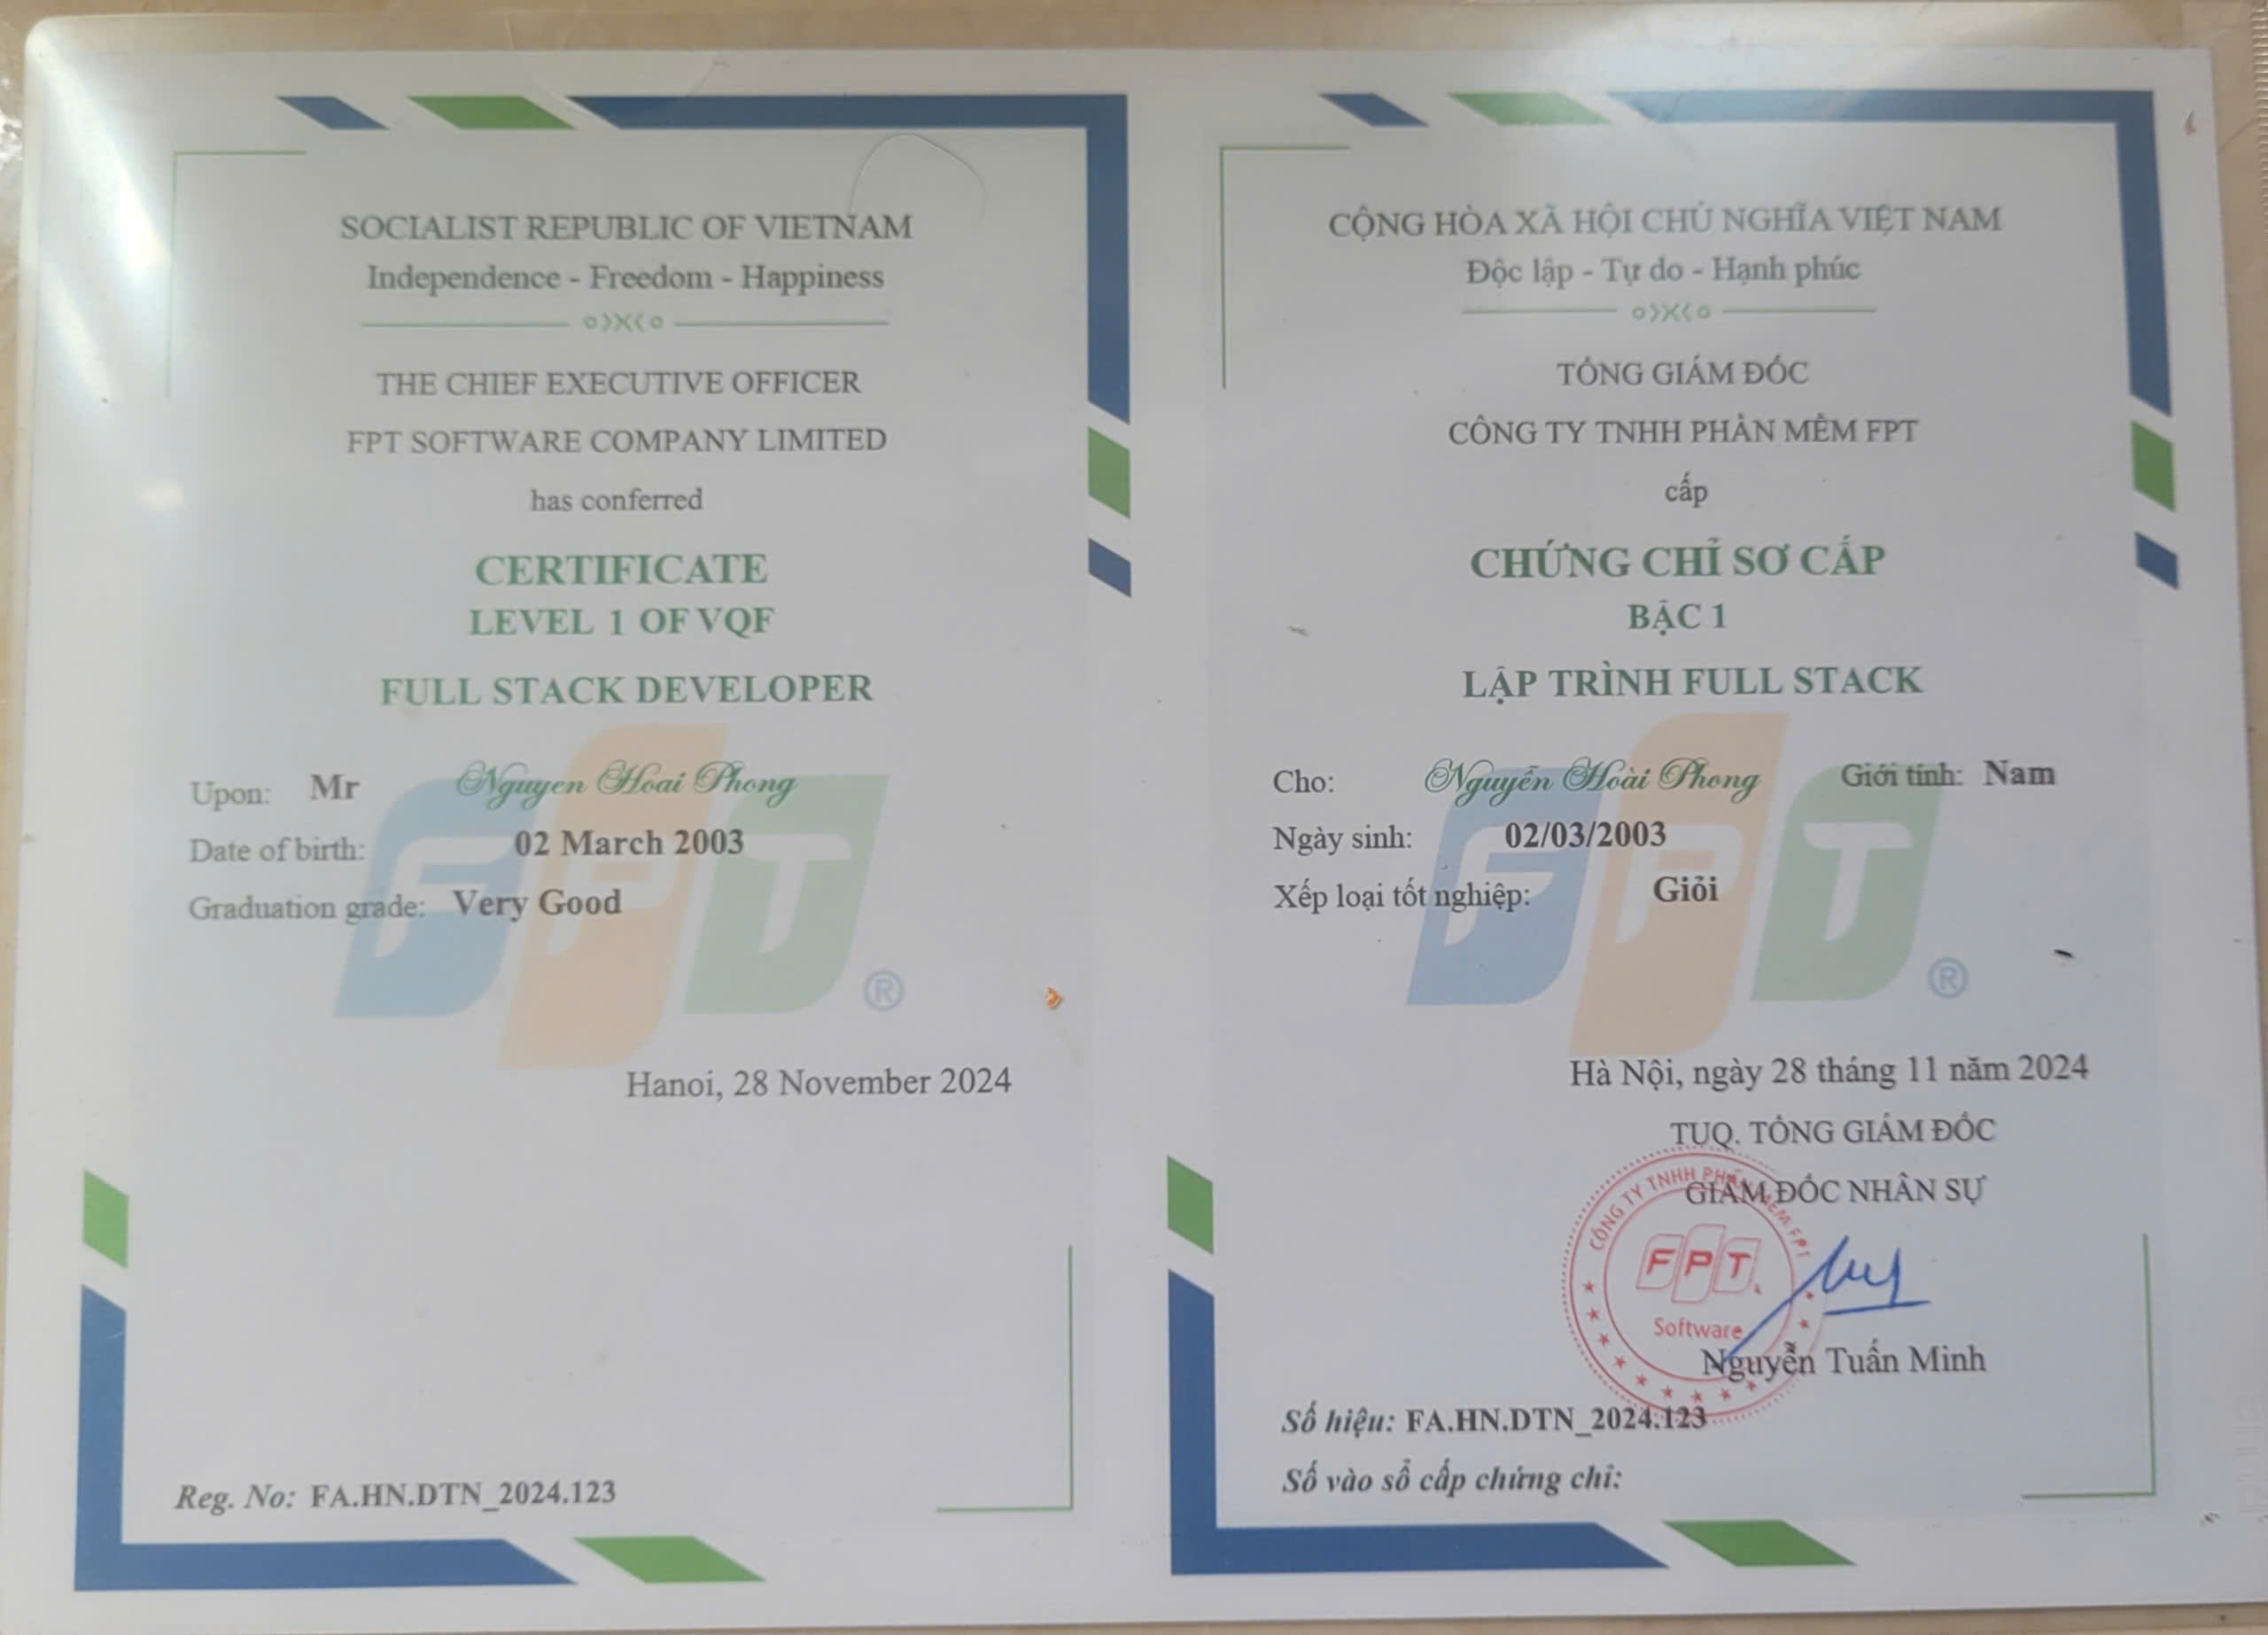 SOCIALIST REPUBLIC OF VIETNAM
Independence - Freedom - Happiness
THE CHIEF EXECUTIVE OFFICER
FPT SOFTWARE COMPANY LIMITED
has conferred
CERTIFICATE
LEVEL 1 OF VQF
FULL STACK DEVELOPER
Upon: Mr Nguyen Hoai Phong
Date of birth: 02 March 2003
Graduation grade: Very Good
FPT®
Hanoi, 28 November 2024
Reg. No: FA.HN.DTN_2024.123
CỘNG HÒA XÃ HỘI CHỦ NGHĨA VIỆT NAM
Độc lập - Tự do - Hạnh phúc
TỔNG GIÁM ĐỐC
CÔNG TY TNHH PHẦN MỀM FPT
cấp
CHỨNG CHỈ SƠ CẤP
BẬC 1
LẬP TRÌNH FULL STACK
Cho: Nguyễn Hoài Phong Giới tính: Nam
Ngày sinh: 02/03/2003
Xếp loại tốt nghiệp: Giỏi
FPT®
Hà Nội, ngày 28 tháng 11 năm 2024
TUQ. TỔNG GIÁM ĐỐC
GIÁM ĐỐC NHÂN SỰ
CÔNG TY TNHH PHẦN MỀM FPT
FPT
Software
Nguyễn Tuấn Minh
Số hiệu: FA.HN.DTN_2024.123
Số vào sổ cấp chứng chỉ: